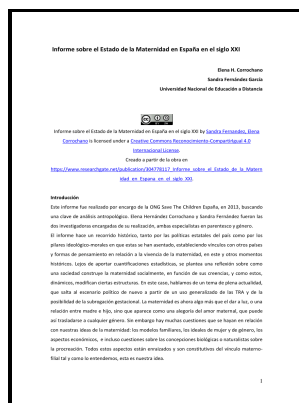 Informe sobre el Estado de la Maternidad en España en el siglo XXI
Elena H. Corrochano
Sandra Fernández García
Universidad Nacional de Educación a Distancia
Informe sobre el Estado de la Maternidad en España en el siglo XXI by Sandra Fernández, Elena
Corrochano is licensed under a Creative Commons Reconocimiento-CompartirIgual 4.0
Internacional License.
Creado a partir de la obra en
https://www.researchgate.net/publication/304778117_Informe_sobre_el_Estado_de_la_Matern
idad_en_Espana_en_el_siglo_XXI.
Introducción
Este informe fue realizado por encargo de la ONG Save The Children España, en 2013, buscando
una clave de análisis antropológico. Elena Hernández Corrochano y Sandra Fernández fueron las
dos investigadoras encargadas de su realización, ambas especialistas en parentesco y género.
El informe hace un recorrido histórico, tanto por las políticas estatales del país como por los
pilares ideológico-morales en que estas se han asentado, estableciendo vínculos con otros países
y formas de pensamiento en relación a la vivencia de la maternidad, en este y otros momentos
históricos. Lejos de aportar cuantificaciones estadísticas, se plantea una reflexión sobre como
una sociedad construye la maternidad socialmente, en función de sus creencias, y como estos,
dinámicos, modifican ciertas estructuras. En este caso, hablamos de un tema de plena actualidad,
que salta al escenario político de nuevo a partir de un uso generalizado de las TRA y de la
posibilidad de la subrogación gestacional. La maternidad es ahora algo más que el dar a luz, o una
relación entre madre e hijo, sino que aparece como una alegoría del amor maternal, que puede
así trasladarse a cualquier género. Sin embargo hay muchas cuestiones que se hayan en relación
con nuestras ideas de la maternidad: los modelos familiares, los ideales de mujer y de género, los
aspectos económicos, e incluso cuestiones sobre las concepciones biológicas o naturalistas sobre
la procreación. Todos estos aspectos están enraizados y son constitutivos del vínculo materno-
filial tal y como lo entendemos, esta es nuestra idea.
1